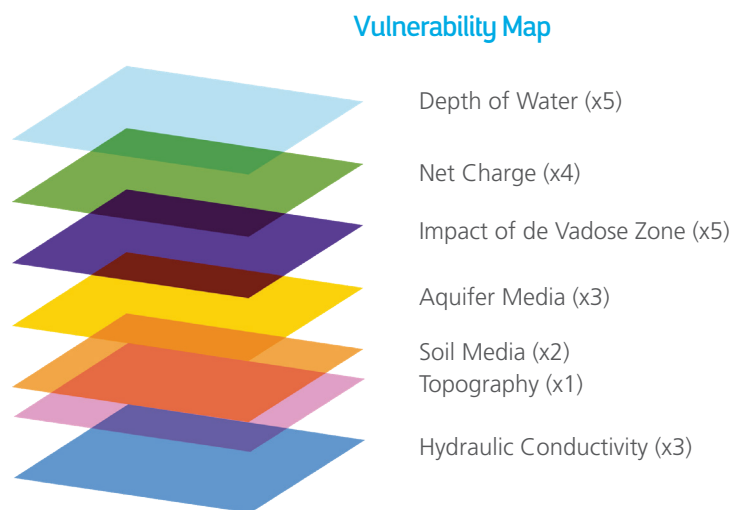 Vulnerability Map
Depth of Water (x5)
Net Charge (x4)
Impact of de Vadose Zone (x5)
Aquifer Media (x3)
Soil Media (x2)
Topography (x1)
Hydraulic Conductivity (x3)